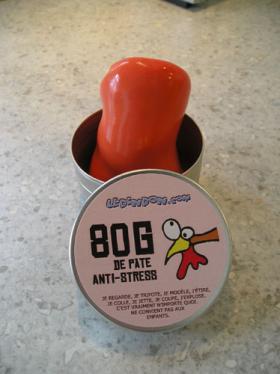 LEDINDON.com
80G
DE PATE
ANTI-STRESS
JE REGARDE, JE TRIPOTE, JE MODÈLE, J'ÉTIRE,
JE COLLE, JE JETTE, JE COUPE, J'EXPLOSE,
C'EST VRAIMENT N'IMPORTE QUOI.
NE CONVIENT PAS AUX
ENFANTS.